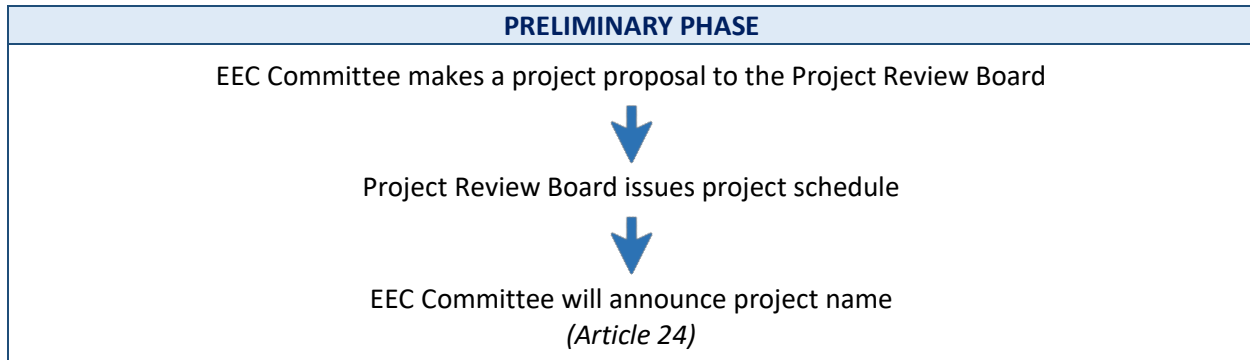 PRELIMINARY PHASE
EEC Committee makes a project proposal to the Project Review Board
Project Review Board issues project schedule
EEC Committee will announce project name
(Article 24)